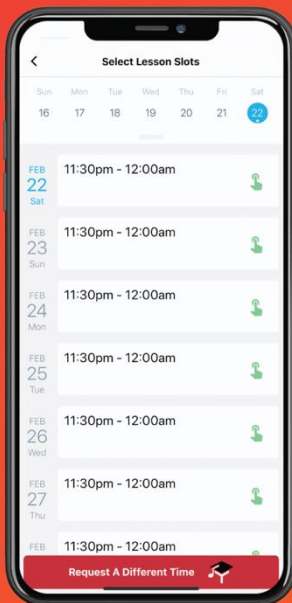 Select Lesson Slots
Sun Mon Tue Wed Thu Fri Sat
16 17 18 19 20 21 22
FEB
22
Sat
11:30pm - 12:00am
FEB
23
Sun
11:30pm - 12:00am
FEB
24
Mon
11:30pm - 12:00am
FEB
25
Tue
11:30pm - 12:00am
FEB
26
Wed
11:30pm - 12:00am
FEB
27
Thu
11:30pm - 12:00am
FEB
11:30pm - 12:00am
Request A Different Time